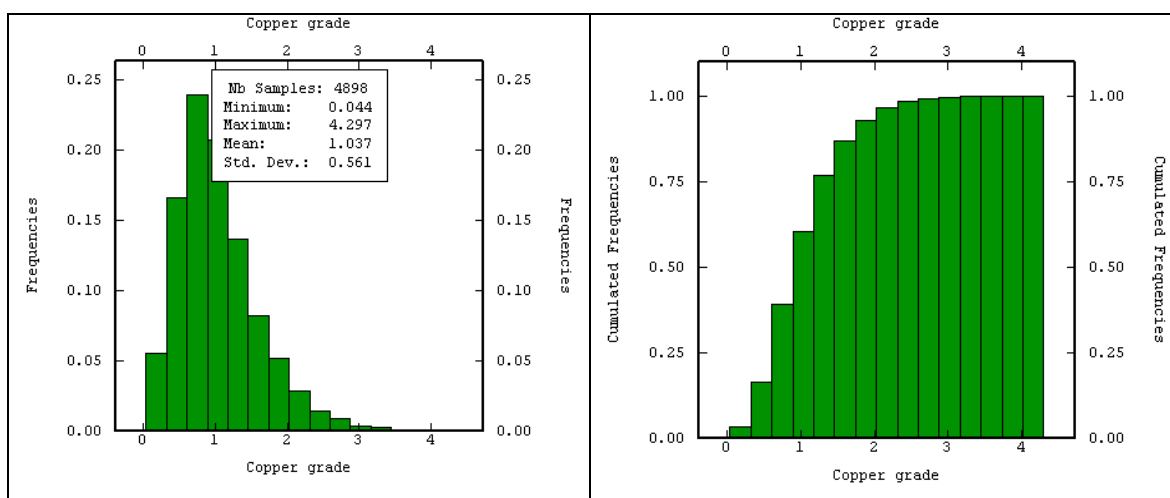 Copper grade
0 1 2 3 4
0.25 0.25
Nb Samples: 4898
Minimum: 0.044
Maximum: 4.297
Mean: 1.037
Std. Dev.: 0.561
0.20 0.20
0.15 0.15
0.10 0.10
0.05 0.05
0.00 0.00
Frequencies
Frequencies
0 1 2 3 4
Copper grade
Copper grade
0 1 2 3 4
1.00 1.00
0.75 0.75
0.50 0.50
0.25 0.25
0.00 0.00
Cumulated Frequencies
Cumulated Frequencies
0 1 2 3 4
Copper grade